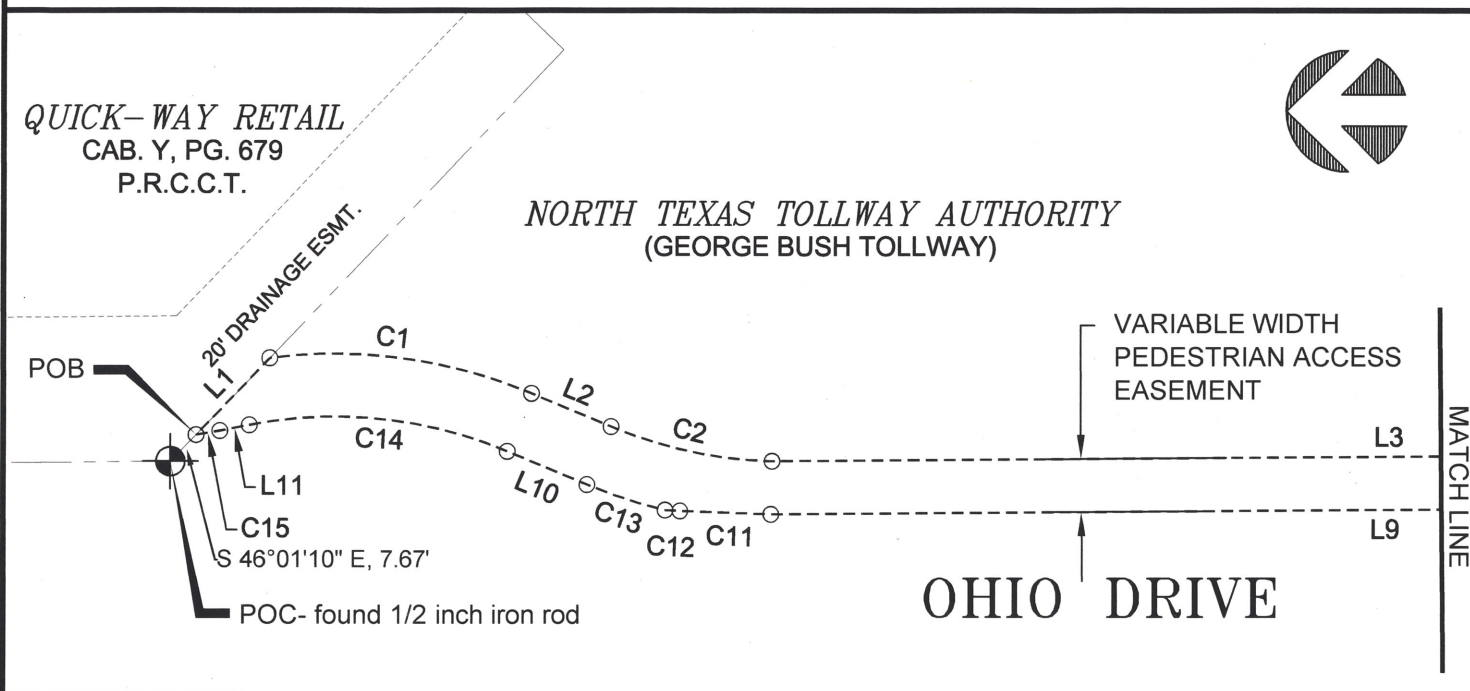 QUICK-WAY RETAIL
CAB. Y, PG. 679
P.R.C.C.T.
NORTH TEXAS TOLLWAY AUTHORITY
(GEORGE BUSH TOLLWAY)
20' DRAINAGE ESMT.
VARIABLE WIDTH
PEDESTRIAN ACCESS
EASEMENT
POB
L1
C1
L2
C2
L3
MATCH LINE
C14
L10
C13
C12
C11
L9
L11
C15
S 46°01'10" E, 7.67'
POC- found 1/2 inch iron rod
OHIO DRIVE